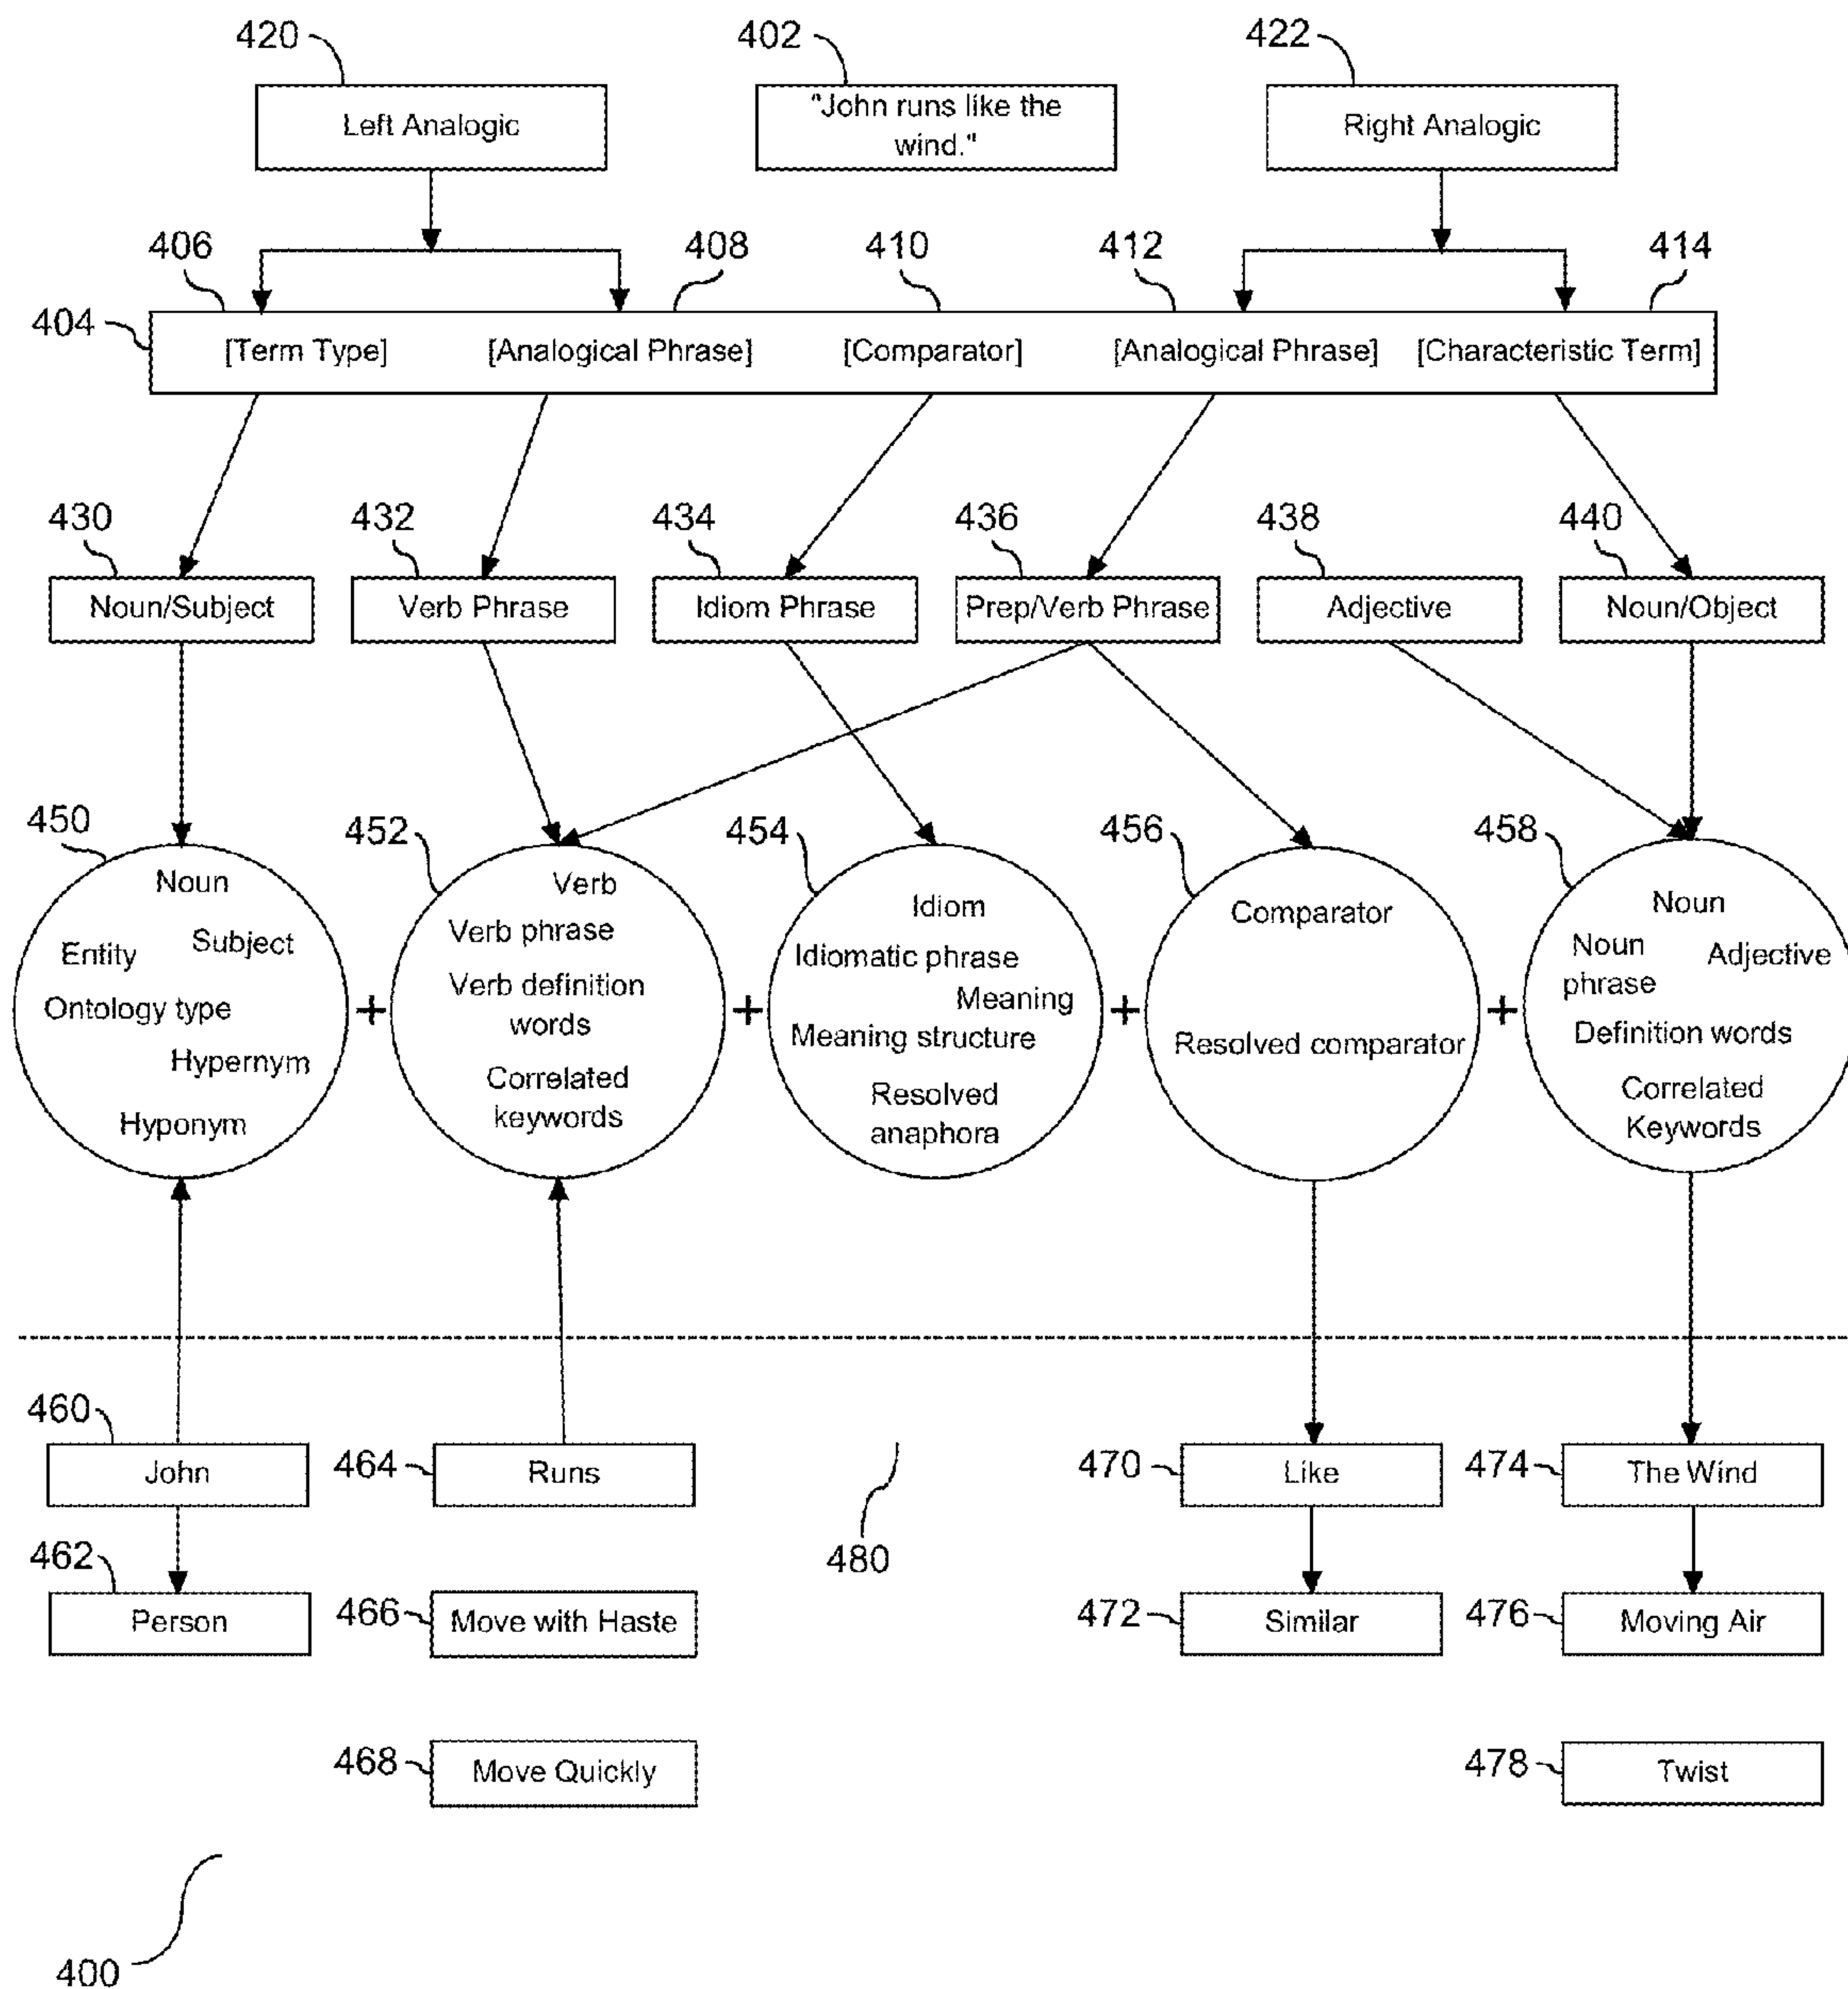 420
402
422
Left Analogic
"John runs like the
wind."
Right Analogic
406
408
410
412
414
404
[Term Type]
[Analogical Phrase]
[Comparator]
[Analogical Phrase]
[Characteristic Term]
430
432
434
436
438
440
Noun/Subject
Verb Phrase
Idiom Phrase
Prep/Verb Phrase
Adjective
Noun/Object
450
452
454
456
458
Noun
Entity
Subject
Ontology type
Hypernym
Hyponym
+
Verb
Verb phrase
Verb definition
words
Correlated
keywords
+
Idiom
Idiomatic phrase
Meaning
Meaning structure
Resolved
anaphora
+
Comparator
Resolved comparator
+
Noun
Noun
phrase
Adjective
Definition words
Correlated
Keywords
460
John
464
Runs
480
470
Like
474
The Wind
462
Person
466
Move with Haste
472
Similar
476
Moving Air
468
Move Quickly
478
Twist
400